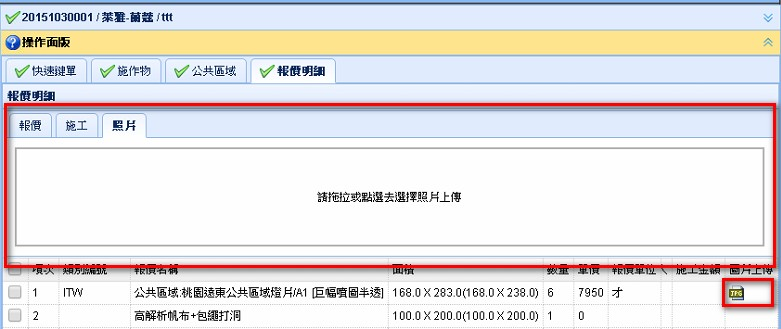 20151030001 / 萊雅-蘭蔻 / ttt
操作面版
快速鍵單 施作物 公共區域 報價明細
報價明細
報價 施工 照片
請拖拉或點選去選擇照片上傳
項次 類別編號 報價名稱 面積 數量 單價 報價單位 施工金額 圖片上傳
1 ITW 公共區域:桃園遠東公共區域燈片/A1 [巨幅噴圖半透] 168.0 X 283.0(168.0 X 238.0) 6 7950 才 JPG
2 高解析帆布+包繩打洞 100.0 X 200.0(100.0 X 200.0) 1 0